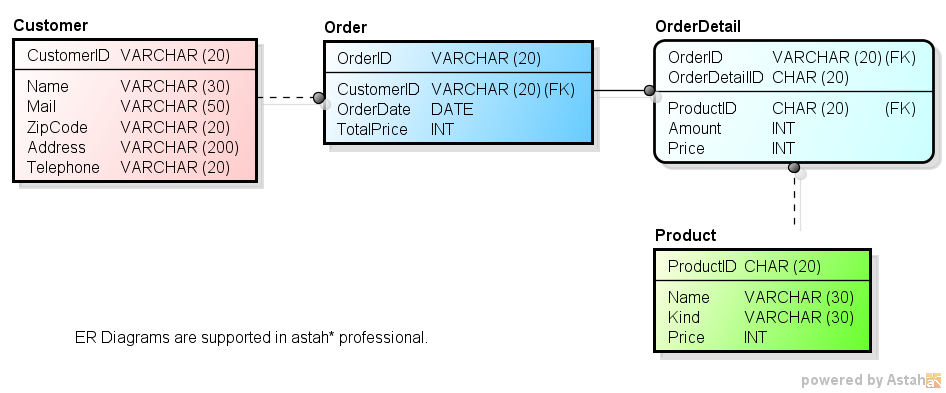 Customer
CustomerID VARCHAR (20)
Name VARCHAR (30)
Mail VARCHAR (50)
ZipCode VARCHAR (20)
Address VARCHAR (200)
Telephone VARCHAR (20)
Order
OrderID VARCHAR (20)
CustomerID VARCHAR (20) (FK)
OrderDate DATE
TotalPrice INT
OrderDetail
OrderID VARCHAR (20) (FK)
OrderDetailID CHAR (20)
ProductID CHAR (20) (FK)
Amount INT
Price INT
Product
ProductID CHAR (20)
Name VARCHAR (30)
Kind VARCHAR (30)
Price INT
ER Diagrams are supported in astah* professional.
powered by Astah